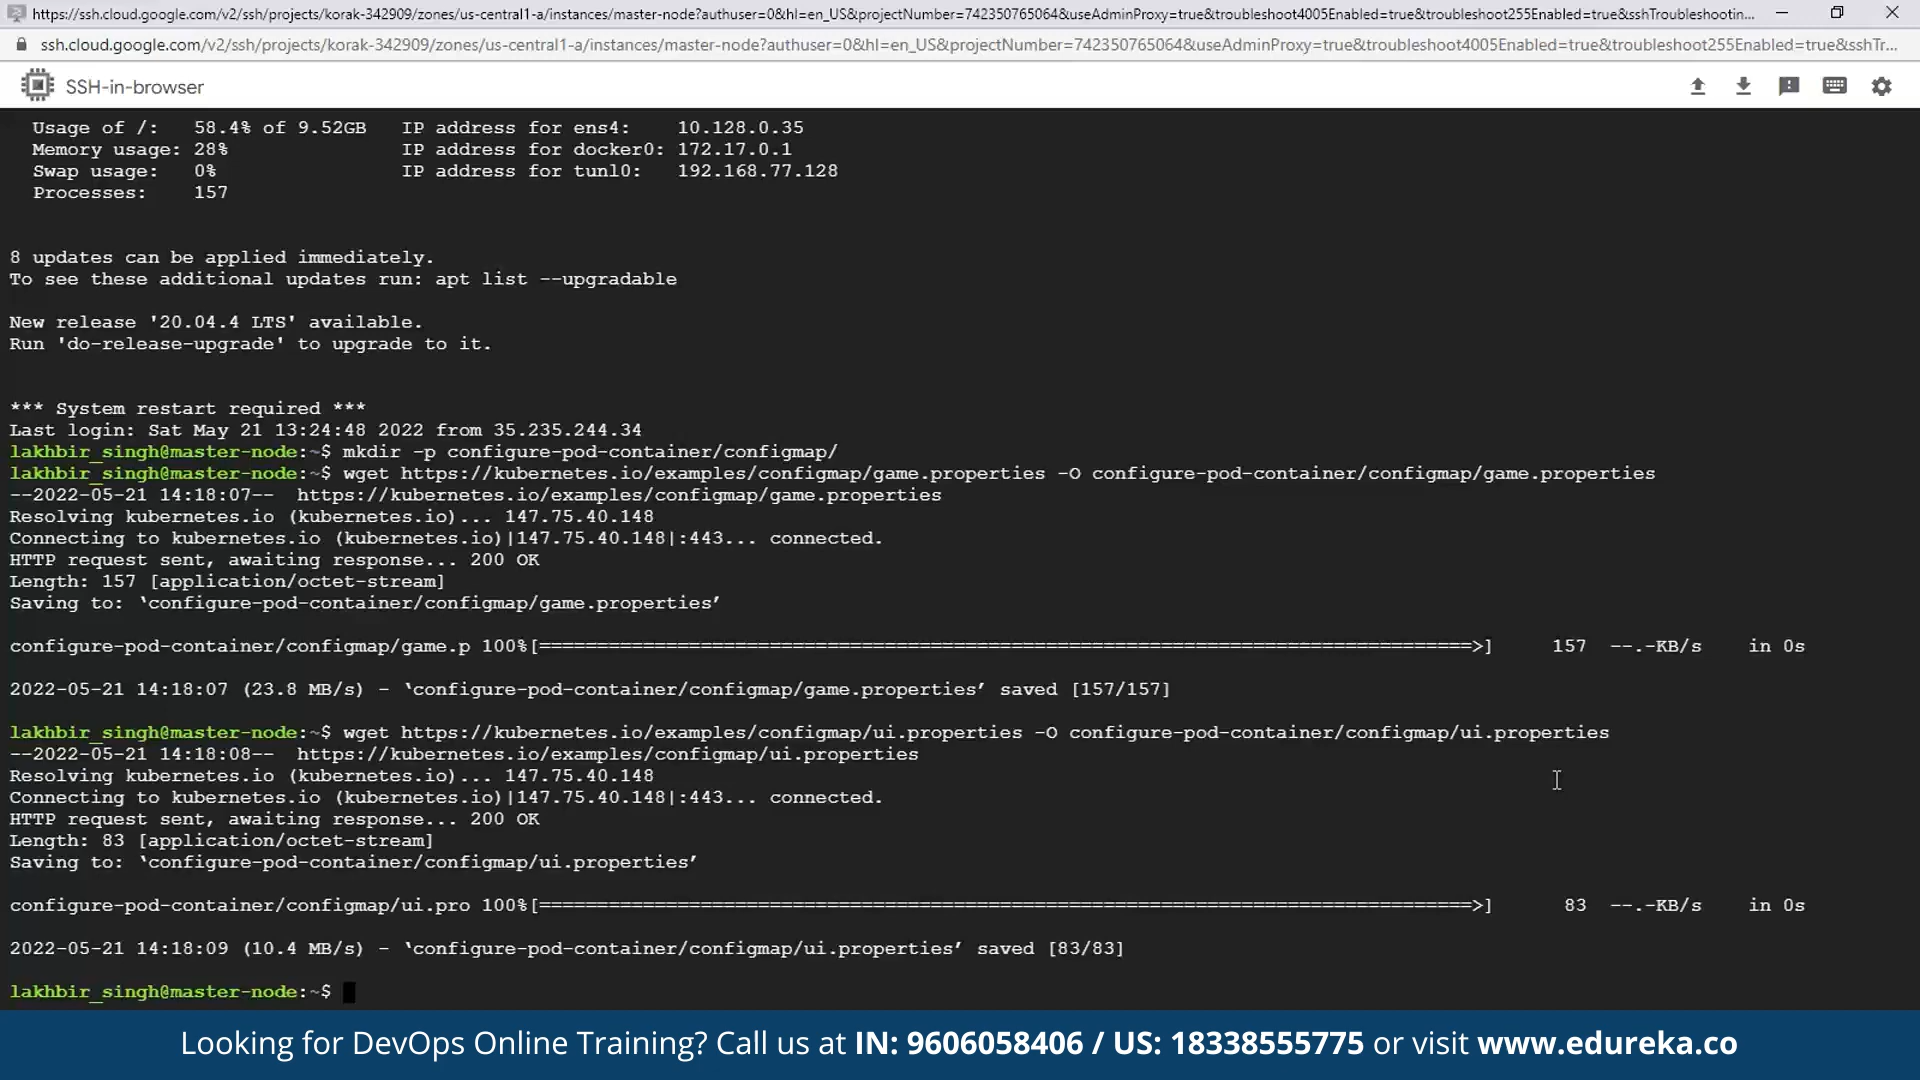 https://ssh.cloud.google.com/v2/ssh/projects/korak-342909/zones/us-central1-a/instances/master-node?authuser=0&hl=en_US&projectNumber=742350765064&useAdminProxy=true&troubleshoot4005Enabled=true&troubleshoot255Enabled=true&sshTroubleshootin...
ssh.cloud.google.com/v2/ssh/projects/korak-342909/zones/us-central1-a/instances/master-node?authuser=0&hl=en_US&projectNumber=742350765064&useAdminProxy=true&troubleshoot4005Enabled=true&troubleshoot255Enabled=true&sshTr...
SSH-in-browser
Usage of /:   58.4% of 9.52GB   IP address for ens4:    10.128.0.35
Memory usage: 28%               IP address for docker0: 172.17.0.1
Swap usage:   0%                IP address for tunl0:   192.168.77.128
Processes:    157
8 updates can be applied immediately.
To see these additional updates run: apt list --upgradable
New release '20.04.4 LTS' available.
Run 'do-release-upgrade' to upgrade to it.
*** System restart required ***
Last login: Sat May 21 13:24:48 2022 from 35.235.244.34
lakhbir_singh@master-node:~$ mkdir -p configure-pod-container/configmap/
lakhbir_singh@master-node:~$ wget https://kubernetes.io/examples/configmap/game.properties -O configure-pod-container/configmap/game.properties
--2022-05-21 14:18:07--  https://kubernetes.io/examples/configmap/game.properties
Resolving kubernetes.io (kubernetes.io)... 147.75.40.148
Connecting to kubernetes.io (kubernetes.io)|147.75.40.148|:443... connected.
HTTP request sent, awaiting response... 200 OK
Length: 157 [application/octet-stream]
Saving to: ‘configure-pod-container/configmap/game.properties’
configure-pod-container/configmap/game.p 100%[=================================================================================>]     157  --.-KB/s    in 0s
2022-05-21 14:18:07 (23.8 MB/s) - ‘configure-pod-container/configmap/game.properties’ saved [157/157]
lakhbir_singh@master-node:~$ wget https://kubernetes.io/examples/configmap/ui.properties -O configure-pod-container/configmap/ui.properties
--2022-05-21 14:18:08--  https://kubernetes.io/examples/configmap/ui.properties
Resolving kubernetes.io (kubernetes.io)... 147.75.40.148
Connecting to kubernetes.io (kubernetes.io)|147.75.40.148|:443... connected.
HTTP request sent, awaiting response... 200 OK
Length: 83 [application/octet-stream]
Saving to: ‘configure-pod-container/configmap/ui.properties’
configure-pod-container/configmap/ui.pro 100%[=================================================================================>]      83  --.-KB/s    in 0s
2022-05-21 14:18:09 (10.4 MB/s) - ‘configure-pod-container/configmap/ui.properties’ saved [83/83]
lakhbir_singh@master-node:~$
Looking for DevOps Online Training? Call us at IN: 9606058406 / US: 18338555775 or visit www.edureka.co